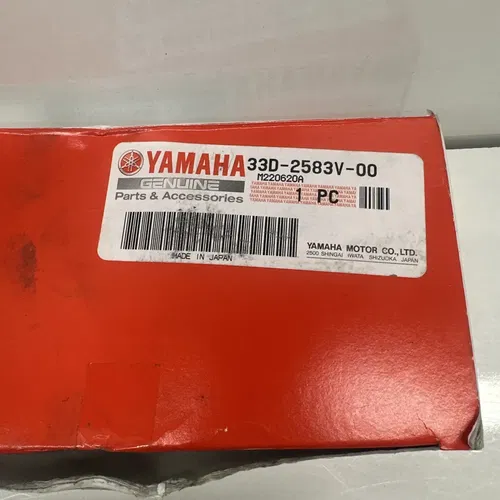 YAMAHA 33D-2583V-00
GENUINE M220620A
Parts & Accessories 1 PC
MADE IN JAPAN
YAMAHA MOTOR CO.,LTD.
2500 SHINGAI IWATA SHIZUOKA JAPAN